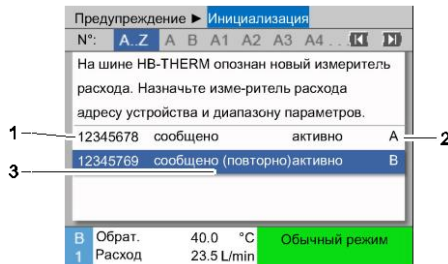 Предупреждение ► Инициализация
N°: A..Z A B A1 A2 A3 A4 ...
На шине HB-THERM опознан новый измеритель
расхода. Назначьте изме-ритель расхода
адресу устройства и диапазону параметров.
1 12345678 сообщено активно A 2
12345769 сообщено (повторно) активно B
3
B Обрат. 40.0 °C Обычный режим
1 Расход 23.5 L/min